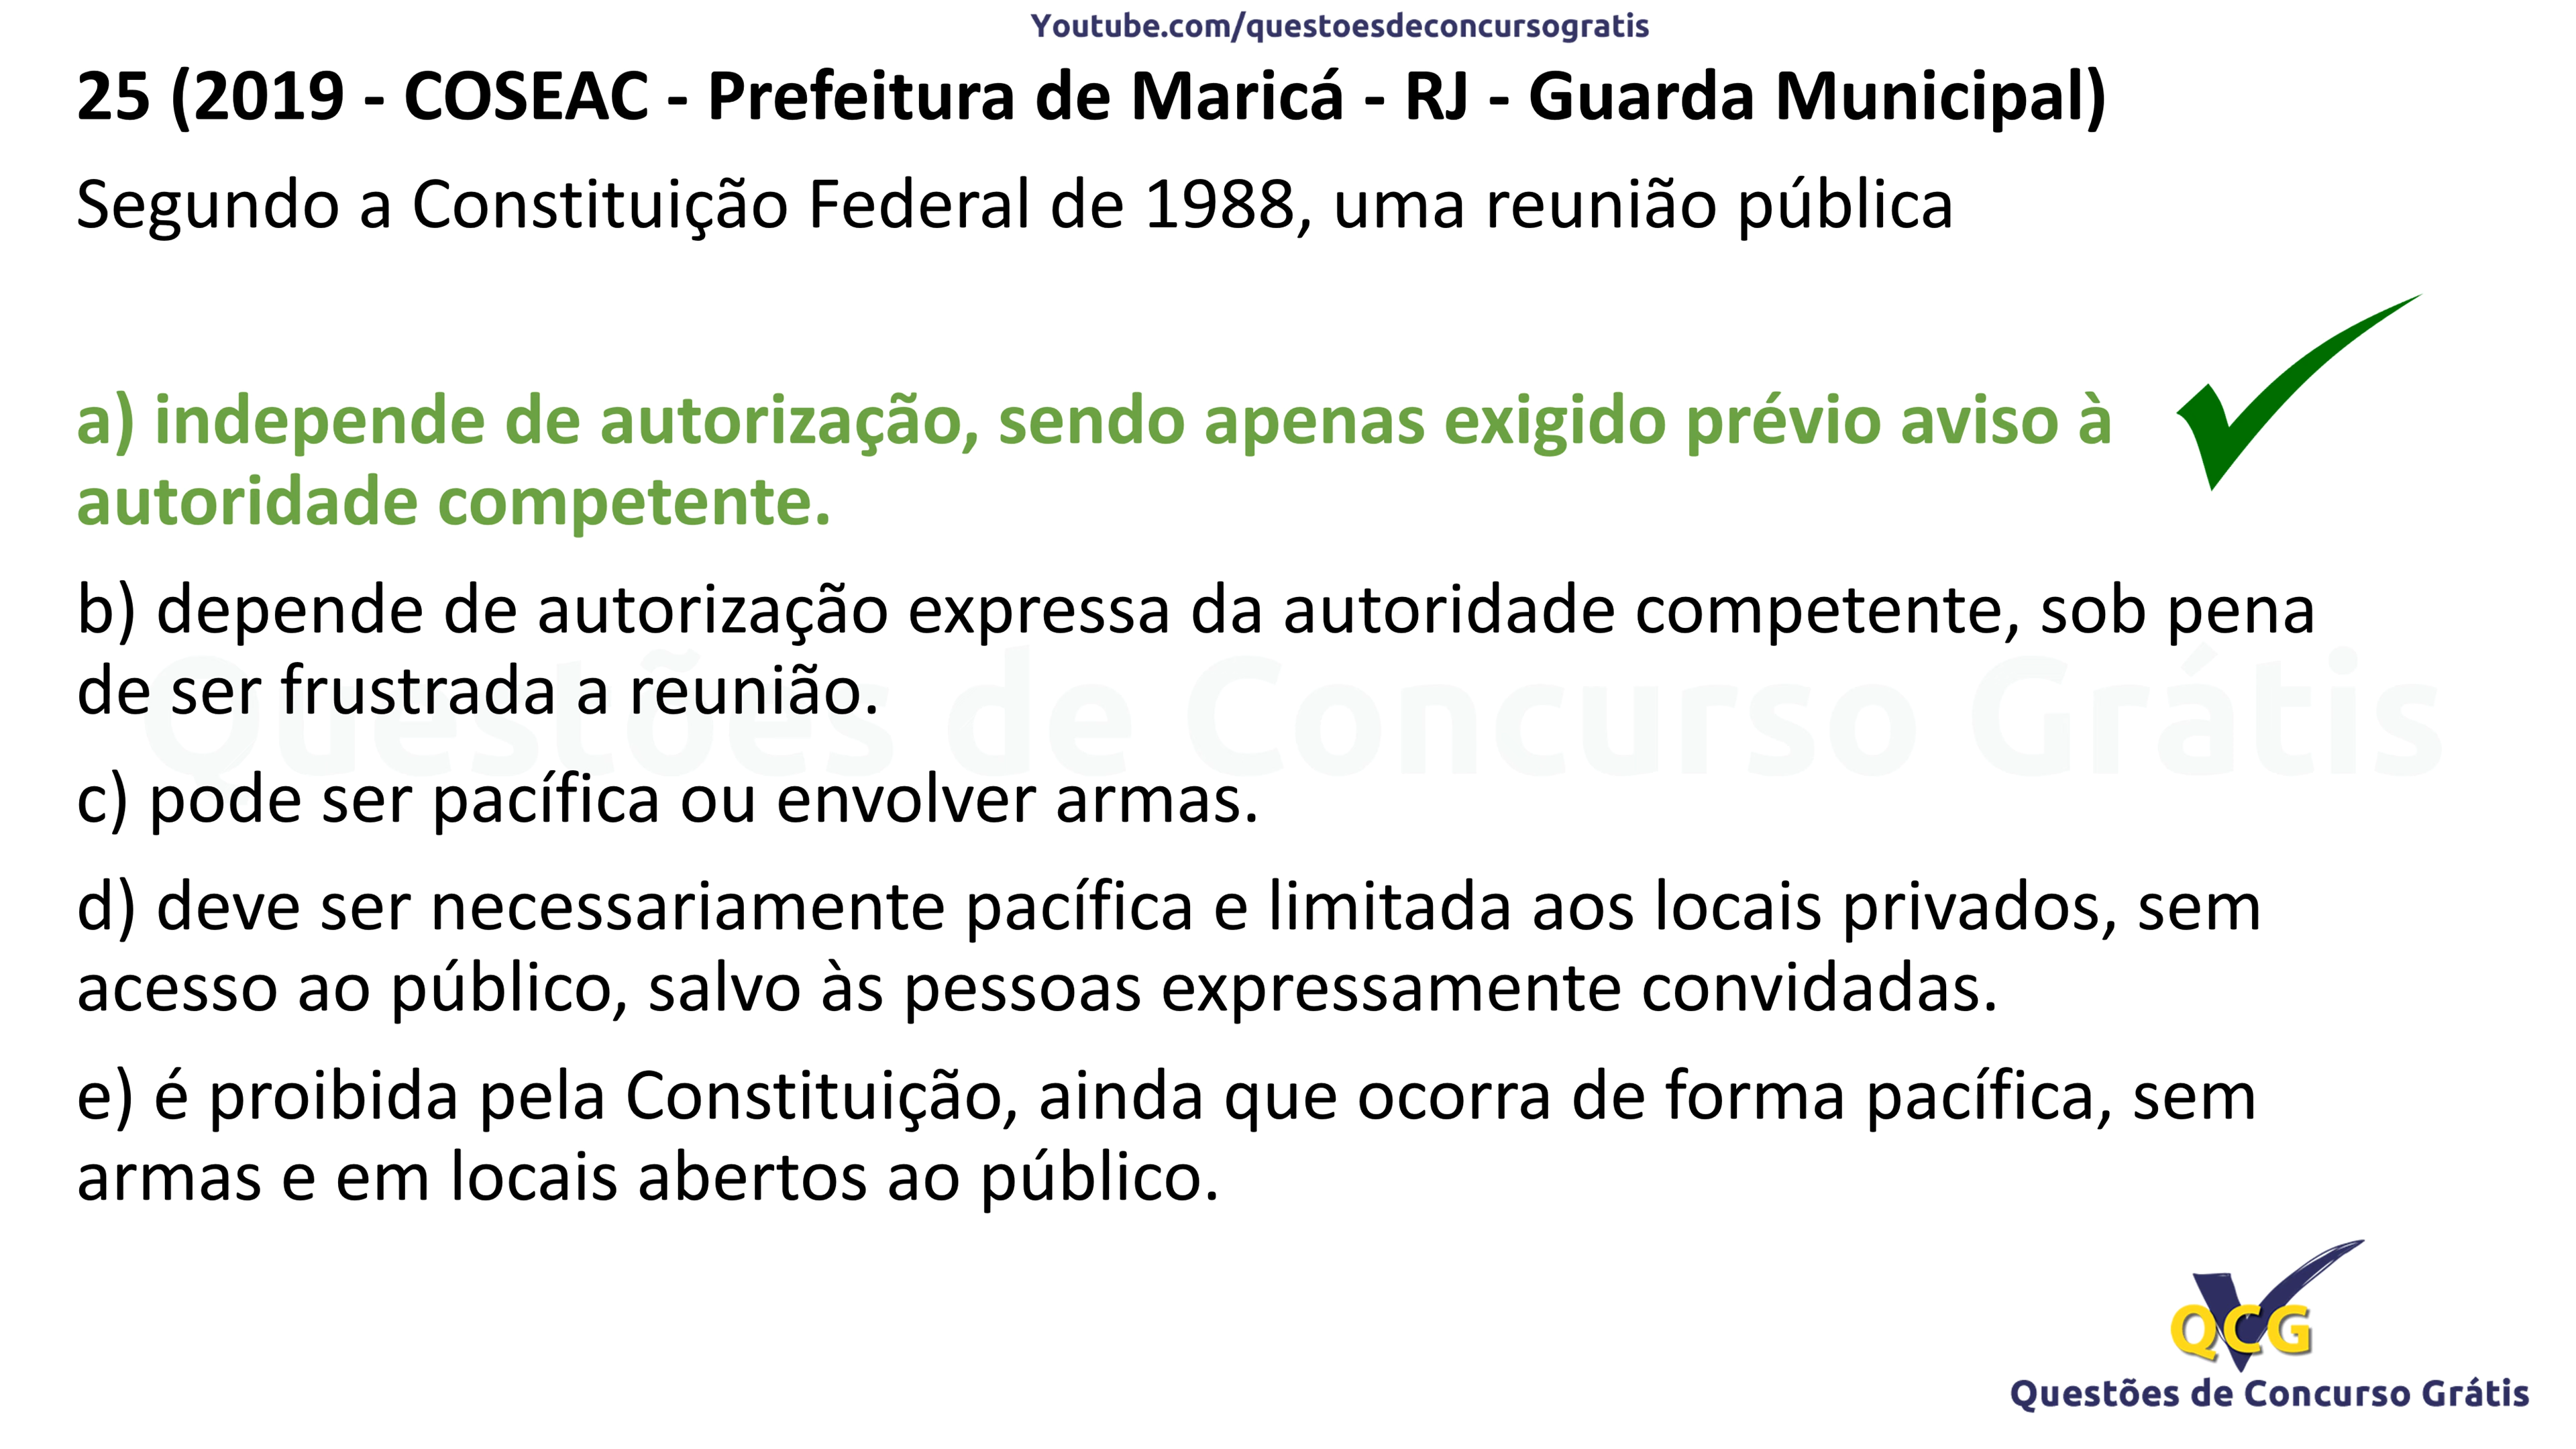 Youtube.com/questoesdeconcursogratis
25 (2019 - COSEAC - Prefeitura de Maricá - RJ - Guarda Municipal)
Segundo a Constituição Federal de 1988, uma reunião pública
a) independe de autorização, sendo apenas exigido prévio aviso à
autoridade competente.
b) depende de autorização expressa da autoridade competente, sob pena
de ser frustrada a reunião.
Questões de Concurso Grátis
c) pode ser pacífica ou envolver armas.
d) deve ser necessariamente pacífica e limitada aos locais privados, sem
acesso ao público, salvo às pessoas expressamente convidadas.
e) é proibida pela Constituição, ainda que ocorra de forma pacífica, sem
armas e em locais abertos ao público.
QCG
Questões de Concurso Grátis